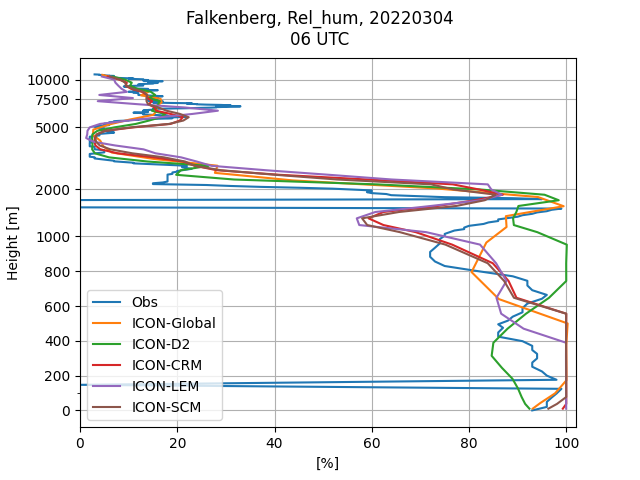 Falkenberg, Rel_hum, 20220304
06 UTC
Height [m]
10000
7500
5000
2000
1000
800
600
400
200
0
Obs
ICON-Global
ICON-D2
ICON-CRM
ICON-LEM
ICON-SCM
0 20 40 60 80 100
[%]